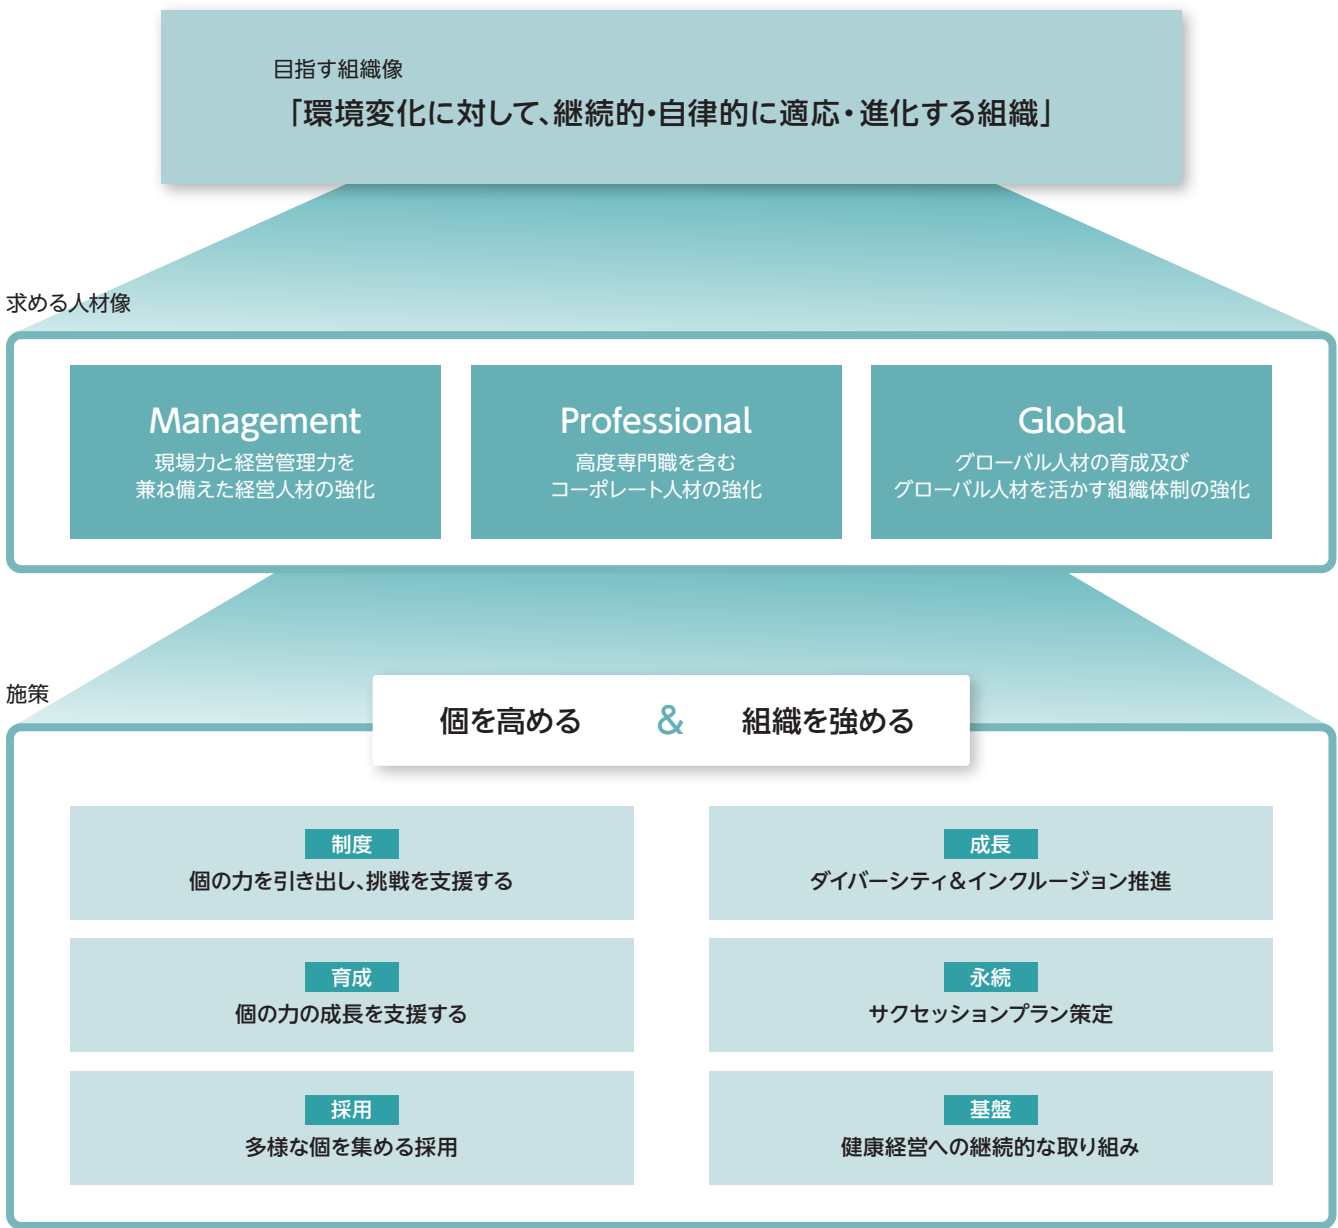 目指す組織像
「環境変化に対して、継続的・自律的に適応・進化する組織」
求める人材像
Management
現場力と経営管理力を
兼ね備えた経営人材の強化
Professional
高度専門職を含む
コーポレート人材の強化
Global
グローバル人材の育成及び
グローバル人材を活かす組織体制の強化
施策
個を高める & 組織を強める
制度
個の力を引き出し、挑戦を支援する
育成
個の力の成長を支援する
採用
多様な個を集める採用
成長
ダイバーシティ&インクルージョン推進
永続
サクセッションプラン策定
基盤
健康経営への継続的な取り組み